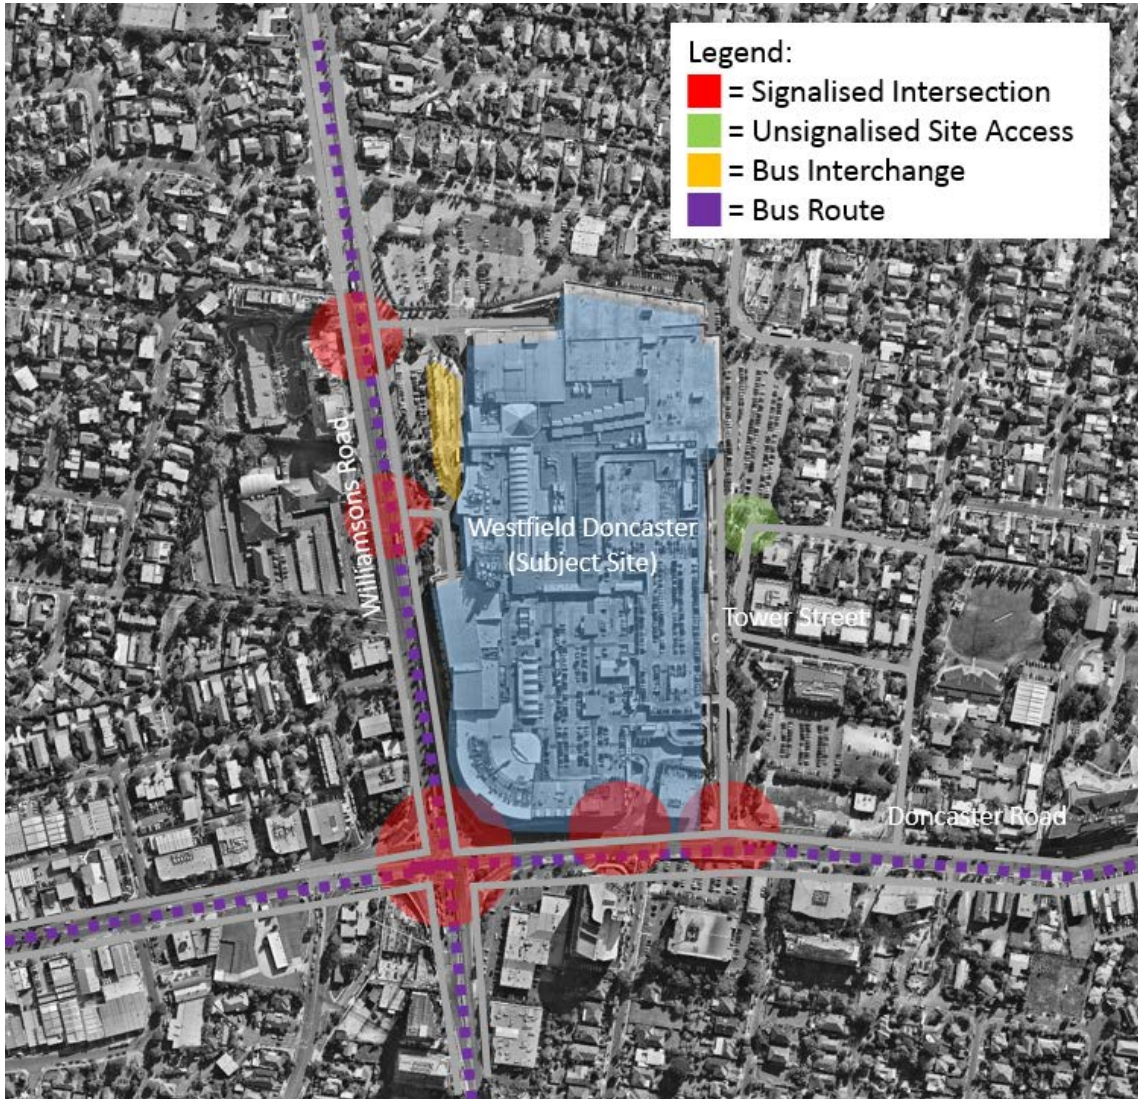 Legend:
= Signalised Intersection
= Unsignalised Site Access
= Bus Interchange
= Bus Route
Williamsons Road
Westfield Doncaster
(Subject Site)
Tower Street
Doncaster Road